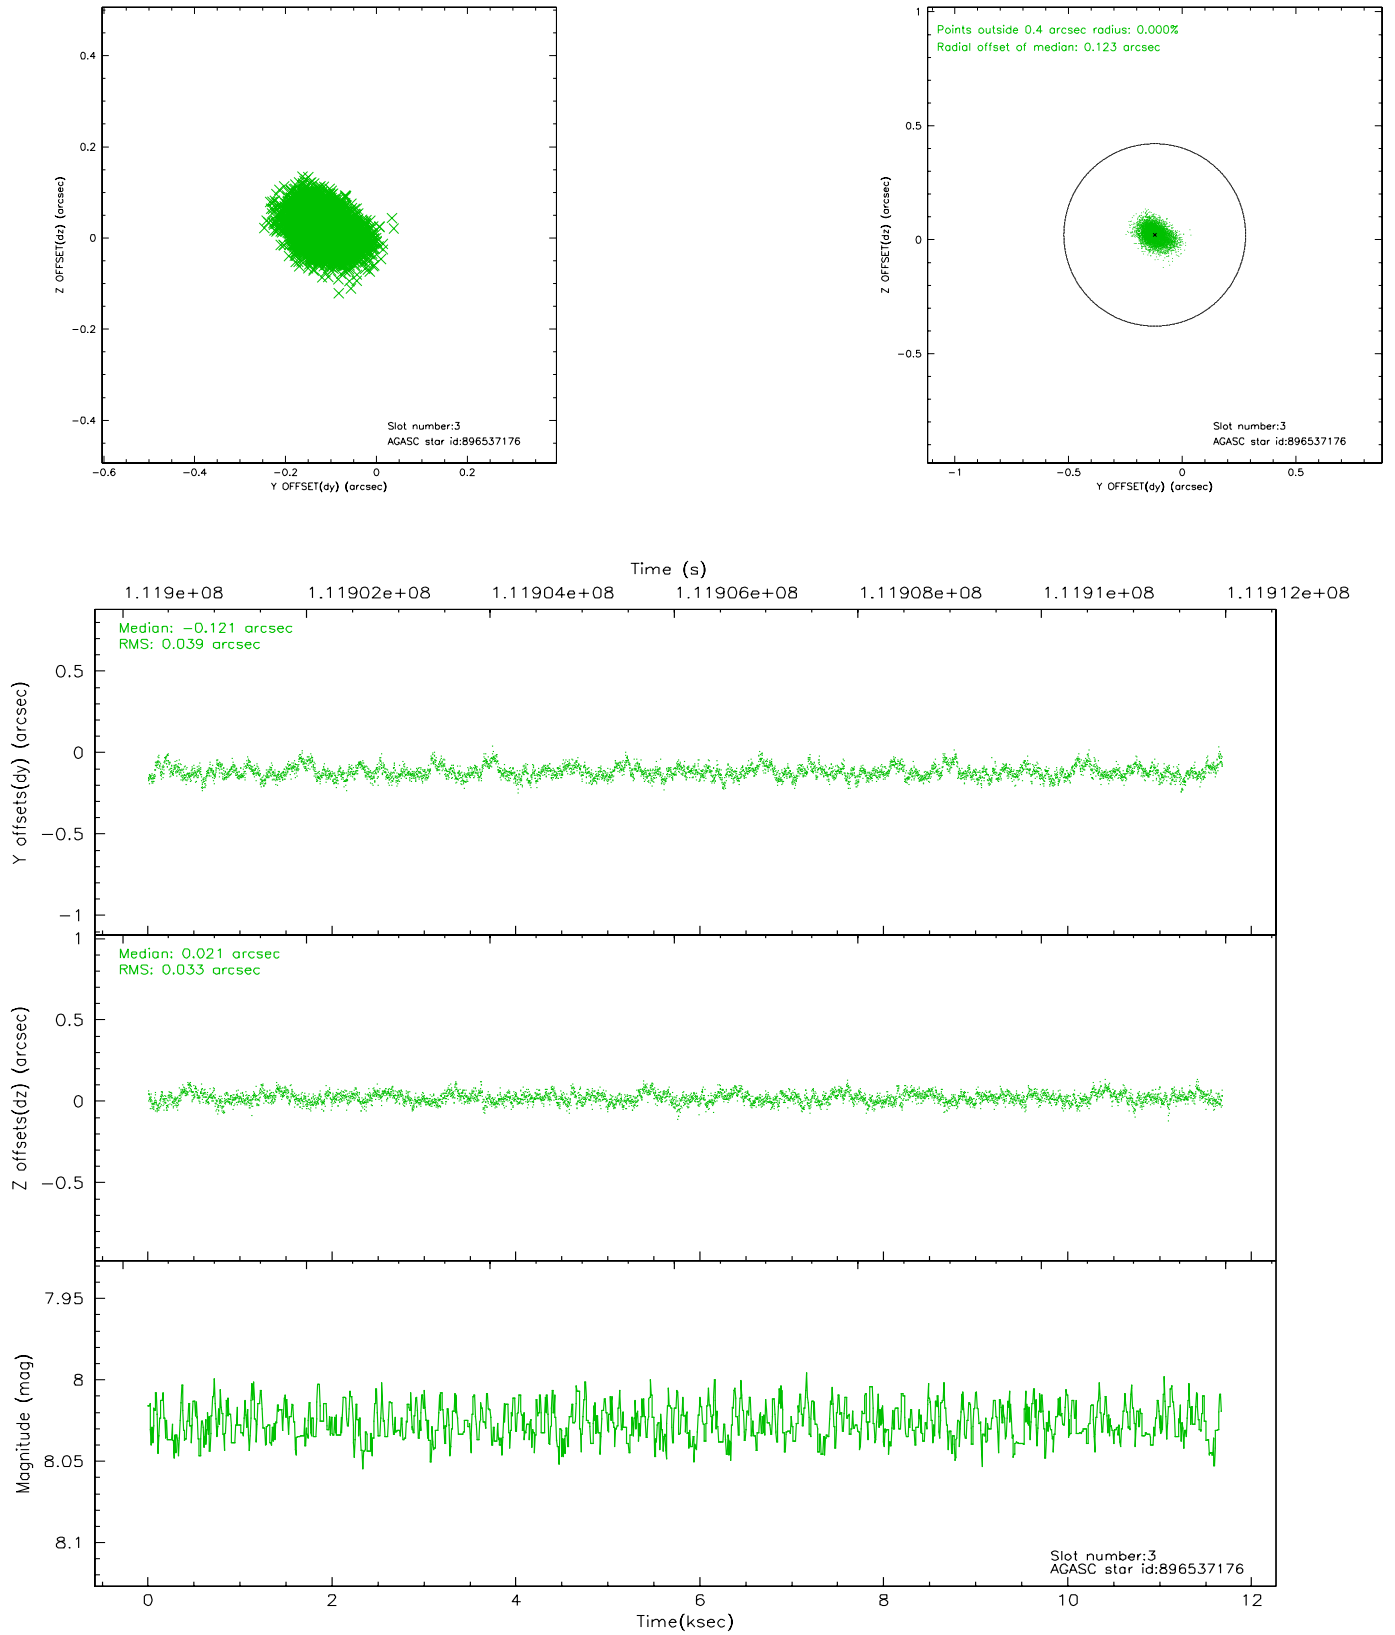 0.4
0.2
0
−0.2
−0.4
Z OFFSET(dz) (arcsec)
−0.6
−0.4
−0.2
0
0.2
Y OFFSET(dy) (arcsec)
Slot number:3
AGASC star id:896537176
Points outside 0.4 arcsec radius: 0.000%
Radial offset of median: 0.123 arcsec
1
0.5
0
−0.5
Z OFFSET(dz) (arcsec)
−1
−0.5
0
0.5
Y OFFSET(dy) (arcsec)
Slot number:3
AGASC star id:896537176
Time (s)
1.119e+08
1.11902e+08
1.11904e+08
1.11906e+08
1.11908e+08
1.1191e+08
1.11912e+08
Median: −0.121 arcsec
RMS: 0.039 arcsec
0.5
0
−0.5
−1
Y offsets(dy) (arcsec)
Median: 0.021 arcsec
RMS: 0.033 arcsec
1
0.5
0
−0.5
Z offsets(dz) (arcsec)
7.95
8
8.05
8.1
Magnitude (mag)
Slot number:3
AGASC star id:896537176
0
2
4
6
8
10
12
Time(ksec)